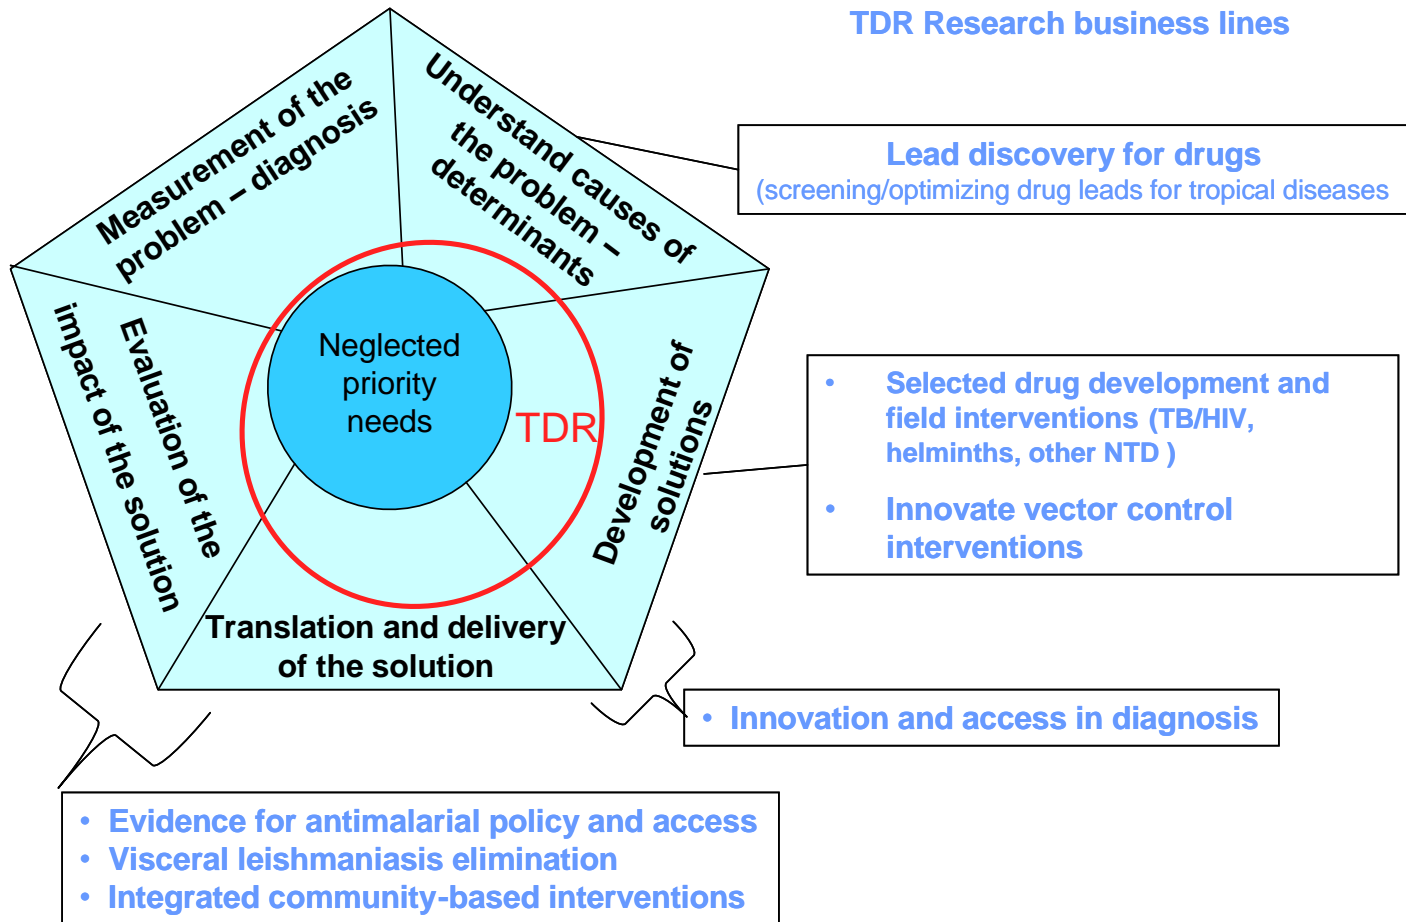 TDR Research business lines
Measurement of the
problem – diagnosis
Understand causes of
the problem –
determinants
Lead discovery for drugs
(screening/optimizing drug leads for tropical diseases
Evaluation of the
impact of the solution
Neglected
priority
needs
TDR
Development of
solutions
• Selected drug development and
field interventions (TB/HIV,
helminths, other NTD )
• Innovate vector control
interventions
Translation and delivery
of the solution
• Innovation and access in diagnosis
• Evidence for antimalarial policy and access
• Visceral leishmaniasis elimination
• Integrated community-based interventions